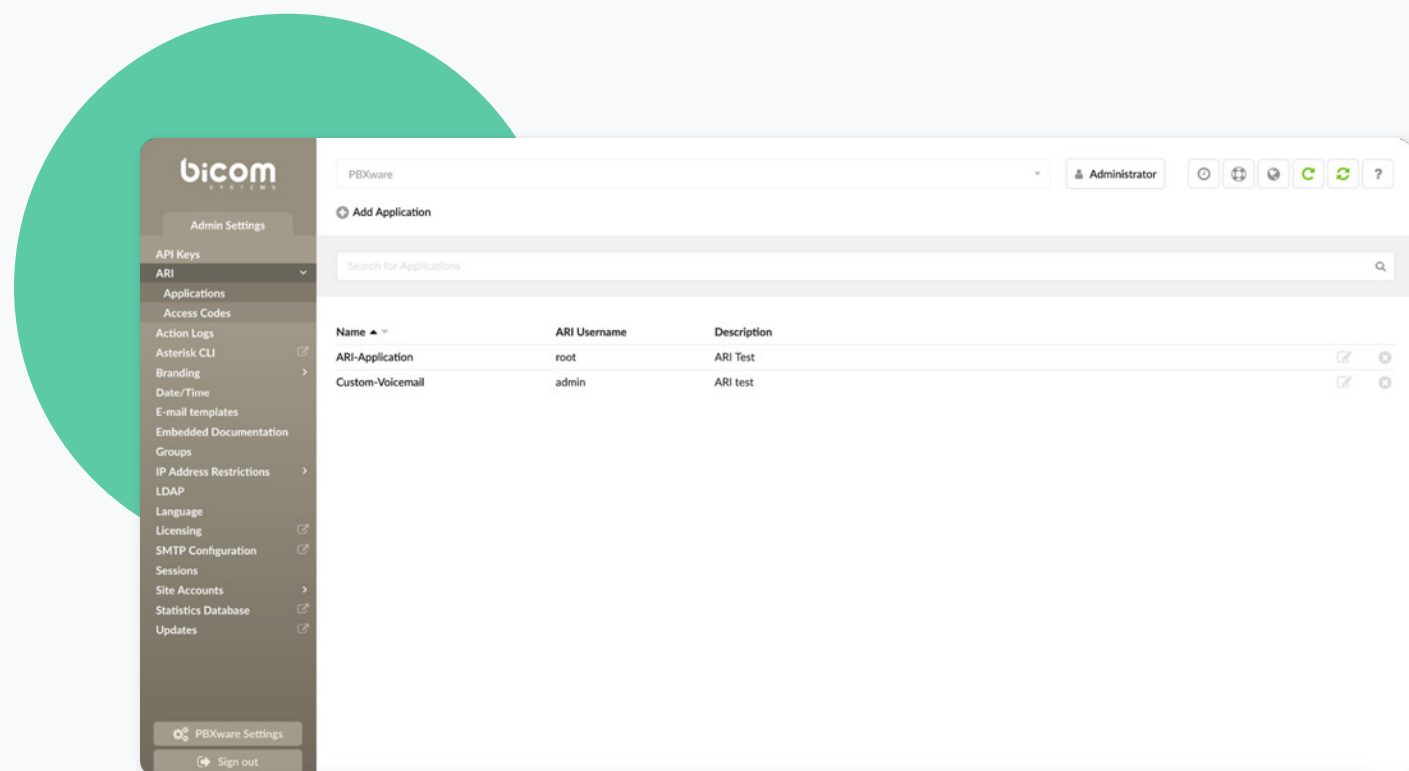 bicom
SYSTEMS
Admin Settings
API Keys
ARI
Applications
Access Codes
Action Logs
Asterisk CLI
Branding
Date/Time
E-mail templates
Embedded Documentation
Groups
IP Address Restrictions
LDAP
Language
Licensing
SMTP Configuration
Sessions
Site Accounts
Statistics Database
Updates
PBXware Settings
Sign out
PBXware
Administrator
?
Add Application
Search for Applications
Name ARI Username Description
ARI-Application root ARI Test
Custom-Voicemail admin ARI test